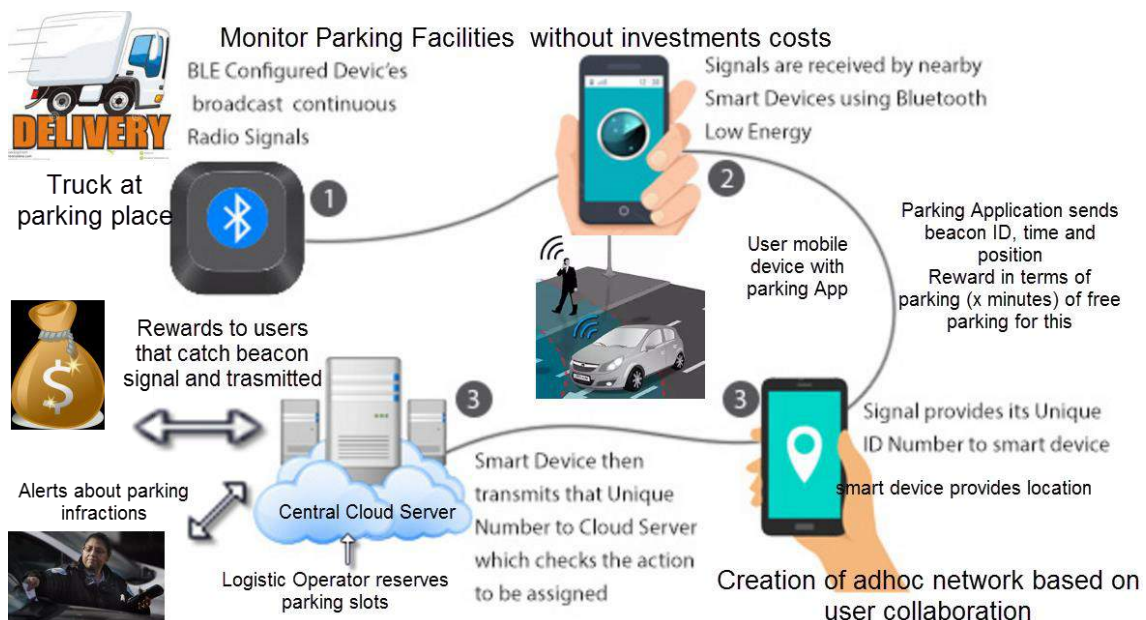 Monitor Parking Facilities without investments costs
DELIVERY
Truck at
parking place
BLE Configured Devic'es
broadcast continuous
Radio Signals
1
Signals are received by nearby
Smart Devices using Bluetooth
Low Energy
2
User mobile
device with
parking App
Parking Application sends
beacon ID, time and
position
Reward in terms of
parking (x minutes) of free
parking for this
Rewards to users
that catch beacon
signal and trasmitted
$
3
Smart Device then
transmits that Unique
Number to Cloud Server
which checks the action
to be assigned
3
Signal provides its Unique
ID Number to smart device
smart device provides location
Alerts about parking
infractions
Central Cloud Server
Logistic Operator reserves
parking slots
Creation of adhoc network based on
user collaboration